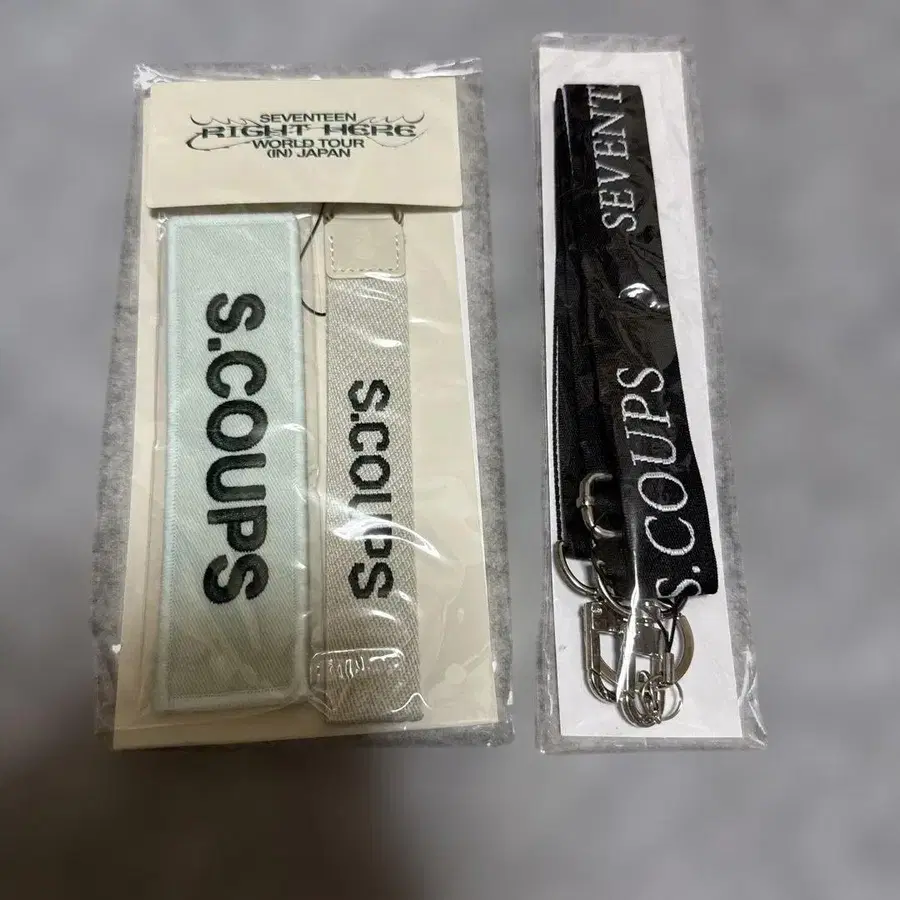 SEVENTEEN
RIGHT HERE
WORLD TOUR
(IN) JAPAN
S.COUPS
S.COUPS
SEVENT
S.COUPS